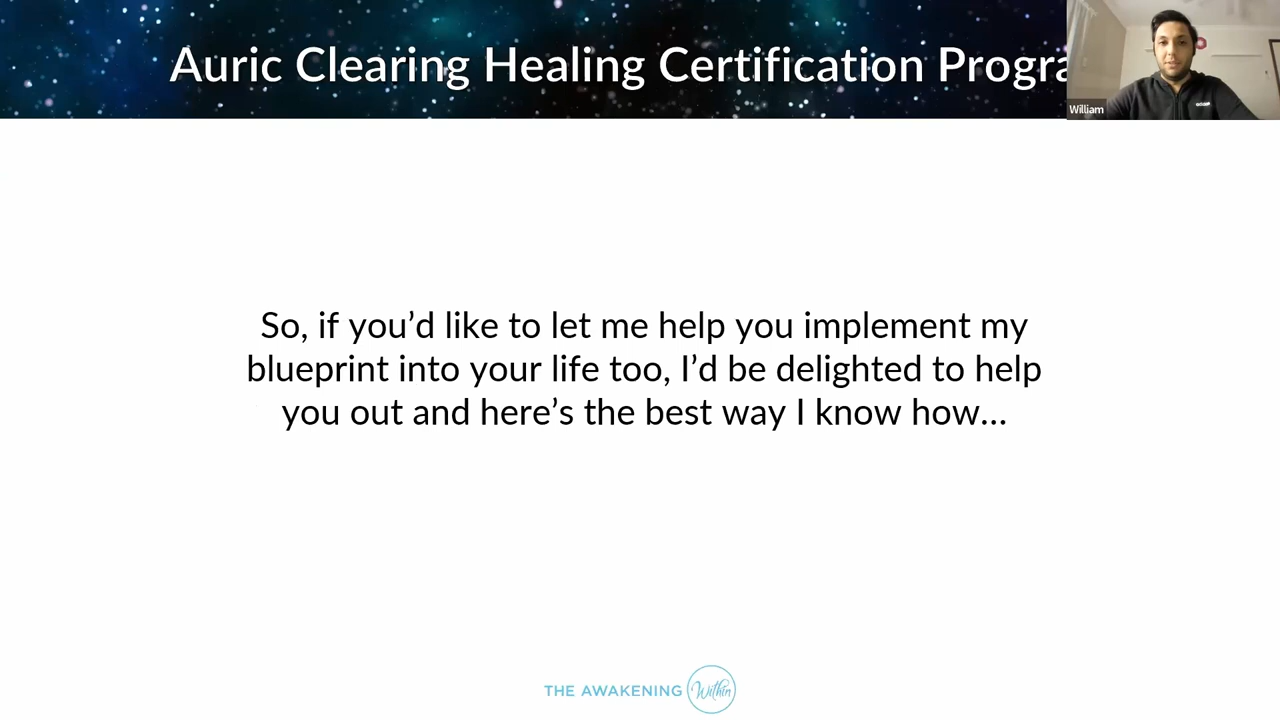 Auric Clearing Healing Certification Progra
William
So, if you’d like to let me help you implement my
blueprint into your life too, I’d be delighted to help
you out and here’s the best way I know how...
THE AWAKENING Within